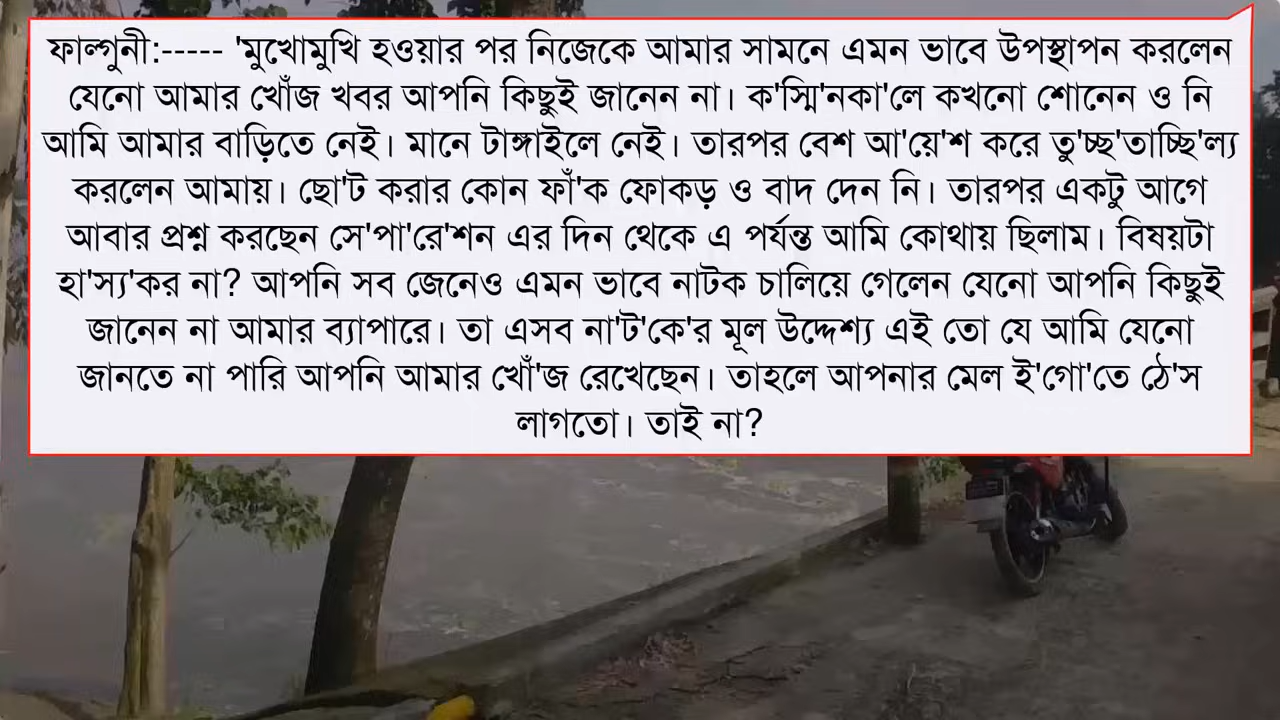 ফাল্গুনী:----- 'মুখোমুখি হওয়ার পর নিজেকে আমার সামনে এমন ভাবে উপস্থাপন করলেন
যেনো আমার খোঁজ খবর আপনি কিছুই জানেন না। ক'স্মি'নকা'লে কখনো শোনেন ও নি
আমি আমার বাড়িতে নেই। মানে টাঙ্গাইলে নেই। তারপর বেশ আ'য়ে'শ করে তু'চ্ছ'তাচ্ছি'ল্য
করলেন আমায়। ছো'ট করার কোন ফাঁ'ক ফোকড় ও বাদ দেন নি। তারপর একটু আগে
আবার প্রশ্ন করছেন সে'পা'রে'শন এর দিন থেকে এ পর্যন্ত আমি কোথায় ছিলাম। বিষয়টা
হা'স্য'কর না? আপনি সব জেনেও এমন ভাবে নাটক চালিয়ে গেলেন যেনো আপনি কিছুই
জানেন না আমার ব্যাপারে। তা এসব না'ট'কে'র মূল উদ্দেশ্য এই তো যে আমি যেনো
জানতে না পারি আপনি আমার খোঁ'জ রেখেছেন। তাহলে আপনার মেল ই'গো'তে ঠে'স
লাগতো। তাই না?